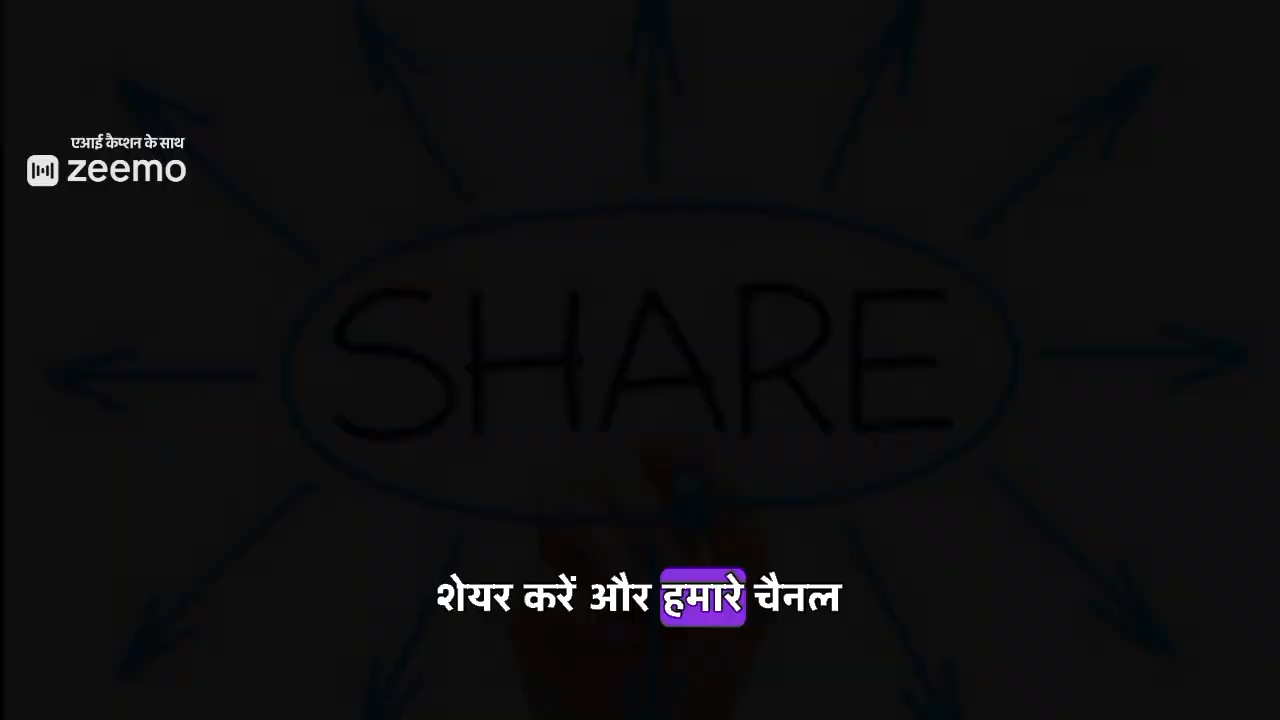 एआई कैप्शन के साथ
zeemo
SHARE
शेयर करें और हमारे चैनल